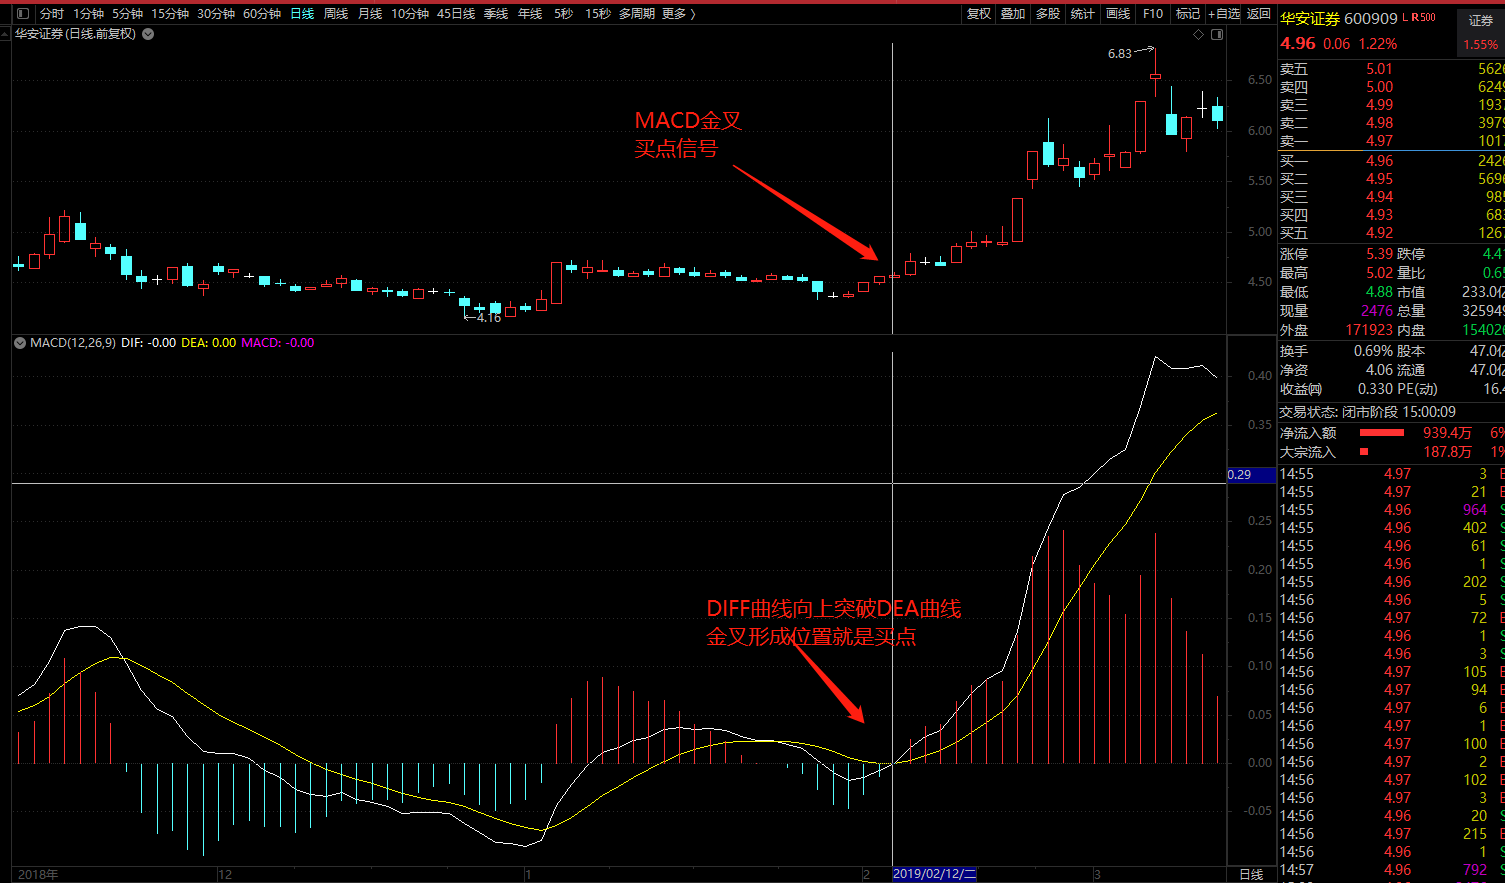 分时 1分钟 5分钟 15分钟 30分钟 60分钟 日线 周线 月线 10分钟 45日线 季线 年线 5秒 15秒 多周期 更多 〉 复权 叠加 多股 统计 画线 F10 标记 +自选 返回
华安证券 600909 L R500 证券
4.96 0.06 1.22% 1.55%
华安证券(日线,前复权)
6.83
6.50
6.00
5.50
5.00
4.50
4.16
MACD金叉
买点信号
MACD(12,26,9) DIF: -0.00 DEA: 0.00 MACD: -0.00
0.40
0.35
0.29
0.25
0.20
0.15
0.10
0.05
0.00
-0.05
DIFF曲线向上突破DEA曲线
金叉形成位置就是买点
2018年 12 1 2 2019/02/12/二 3 日线
卖五 5.01 562
卖四 5.00 624
卖三 4.99 193
卖二 4.98 397
卖一 4.97 101
买一 4.96 242
买二 4.95 569
买三 4.94 985
买四 4.93 683
买五 4.92 126
涨停 5.39 跌停 4.41
最高 5.02 量比 0.65
最低 4.88 市值 233.0亿
现量 2476 总量 325949
外盘 171923 内盘 154026
换手 0.69% 股本 47.0亿
净资 4.06 流通 47.0亿
收益㈣ 0.330 PE(动) 16.4
交易状态: 闭市阶段 15:00:09
净流入额 939.4万 6%
大宗流入 187.8万 1%
14:55 4.97 3
14:55 4.97 21
14:55 4.96 964 S
14:55 4.96 402 S
14:55 4.96 61 S
14:55 4.96 1 S
14:55 4.96 202 S
14:56 4.96 5 S
14:56 4.97 72
14:56 4.96 1 S
14:56 4.96 3 S
14:56 4.97 105
14:56 4.97 94
14:56 4.97 6
14:56 4.97 1
14:56 4.97 100
14:56 4.97 2
14:56 4.97 102
14:56 4.97 3
14:56 4.96 20 S
14:56 4.97 215
14:56 4.96 1 S
14:57 4.96 792 S